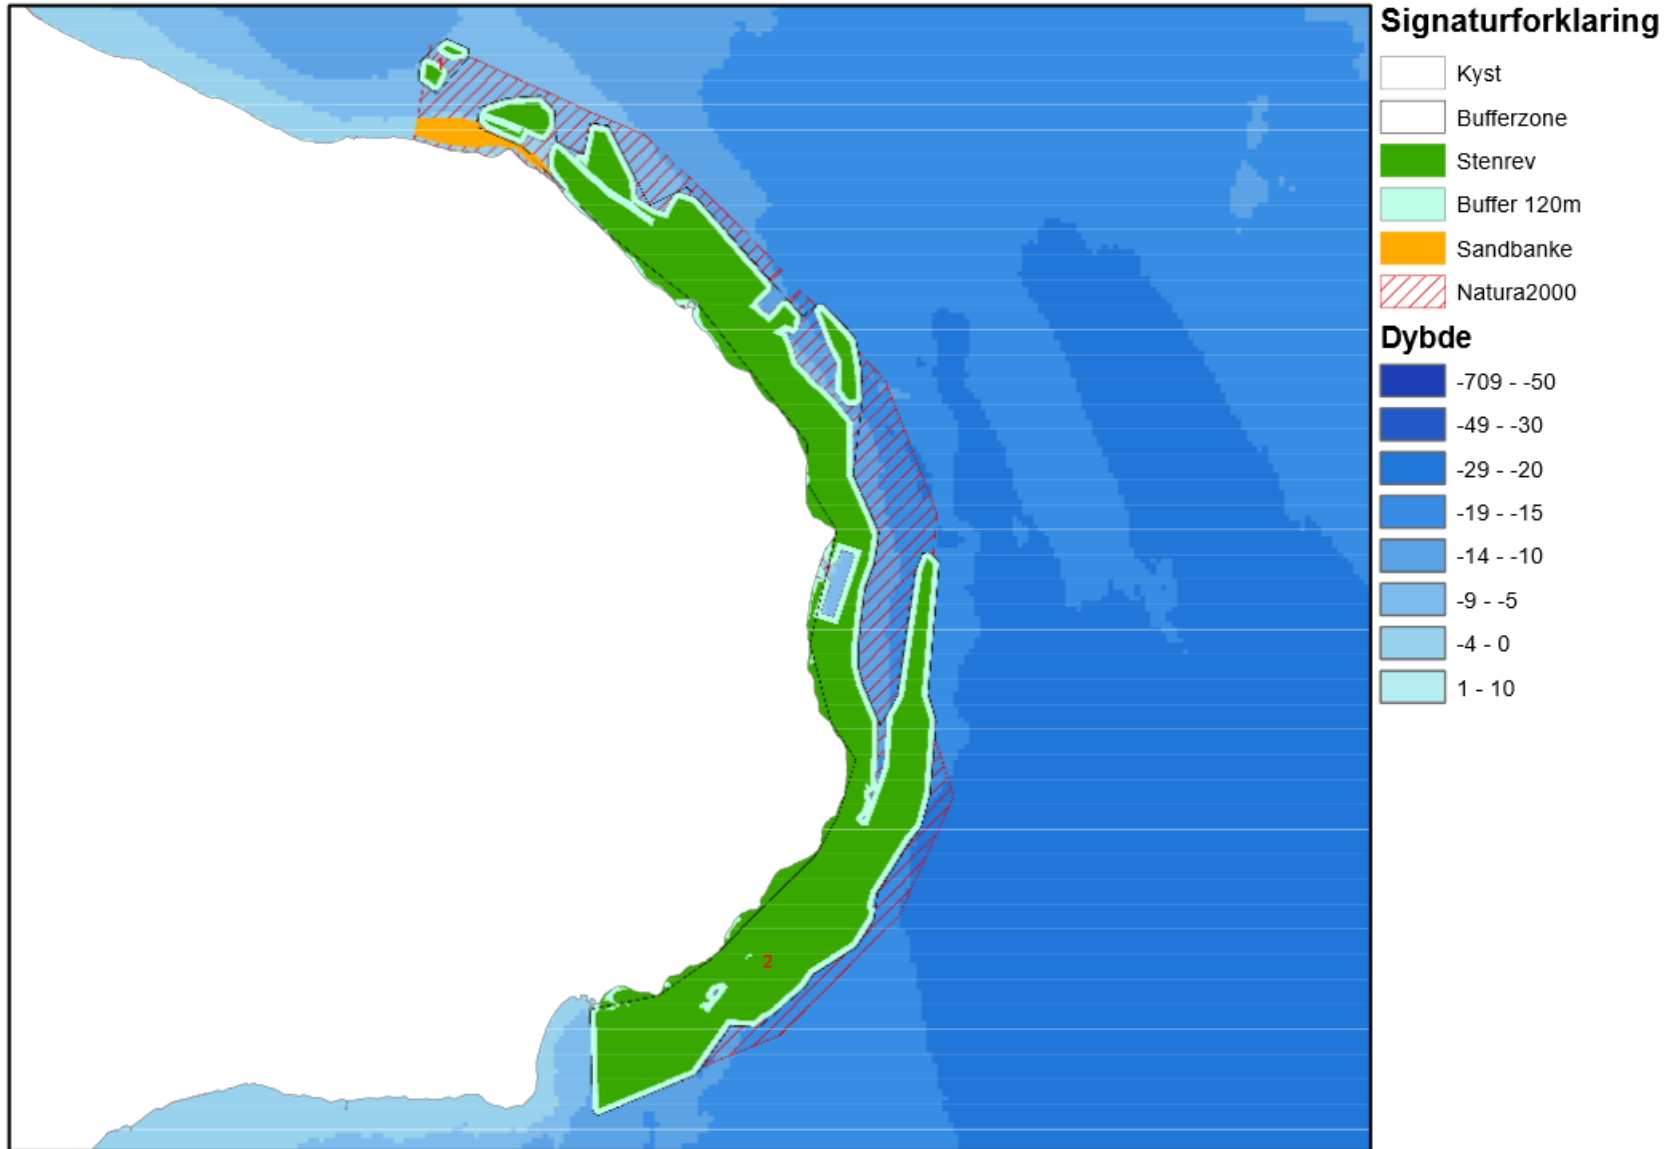 Signaturforklaring
Kyst
Bufferzone
Stenrev
Buffer 120m
Sandbanke
Natura2000
Dybde
-709 - -50
-49 - -30
-29 - -20
-19 - -15
-14 - -10
-9 - -5
-4 - 0
1 - 10
1
2